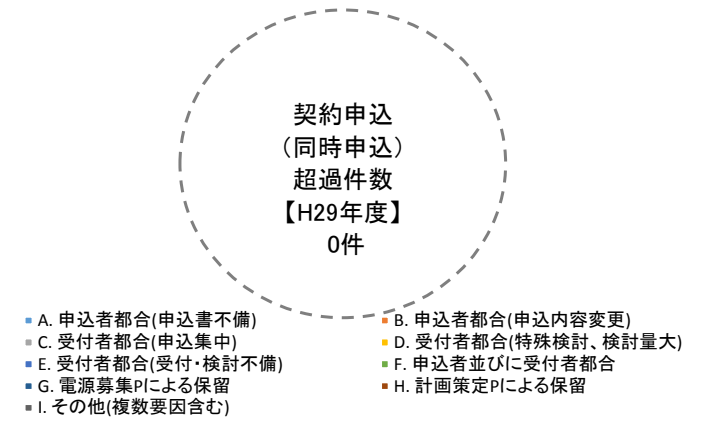 契約申込
（同時申込）
超過件数
【H29年度】
0件
A. 申込者都合(申込書不備)
B. 申込者都合(申込内容変更)
C. 受付者都合(申込集中)
D. 受付者都合(特殊検討、検討量大)
E. 受付者都合(受付・検討不備)
F. 申込者並びに受付者都合
G. 電源募集Pによる保留
H. 計画策定Pによる保留
I. その他(複数要因含む)